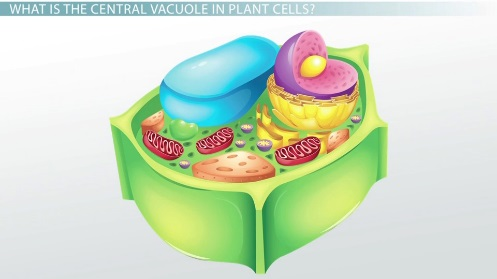 WHAT IS THE CENTRAL VACUOLE IN PLANT CELLS?